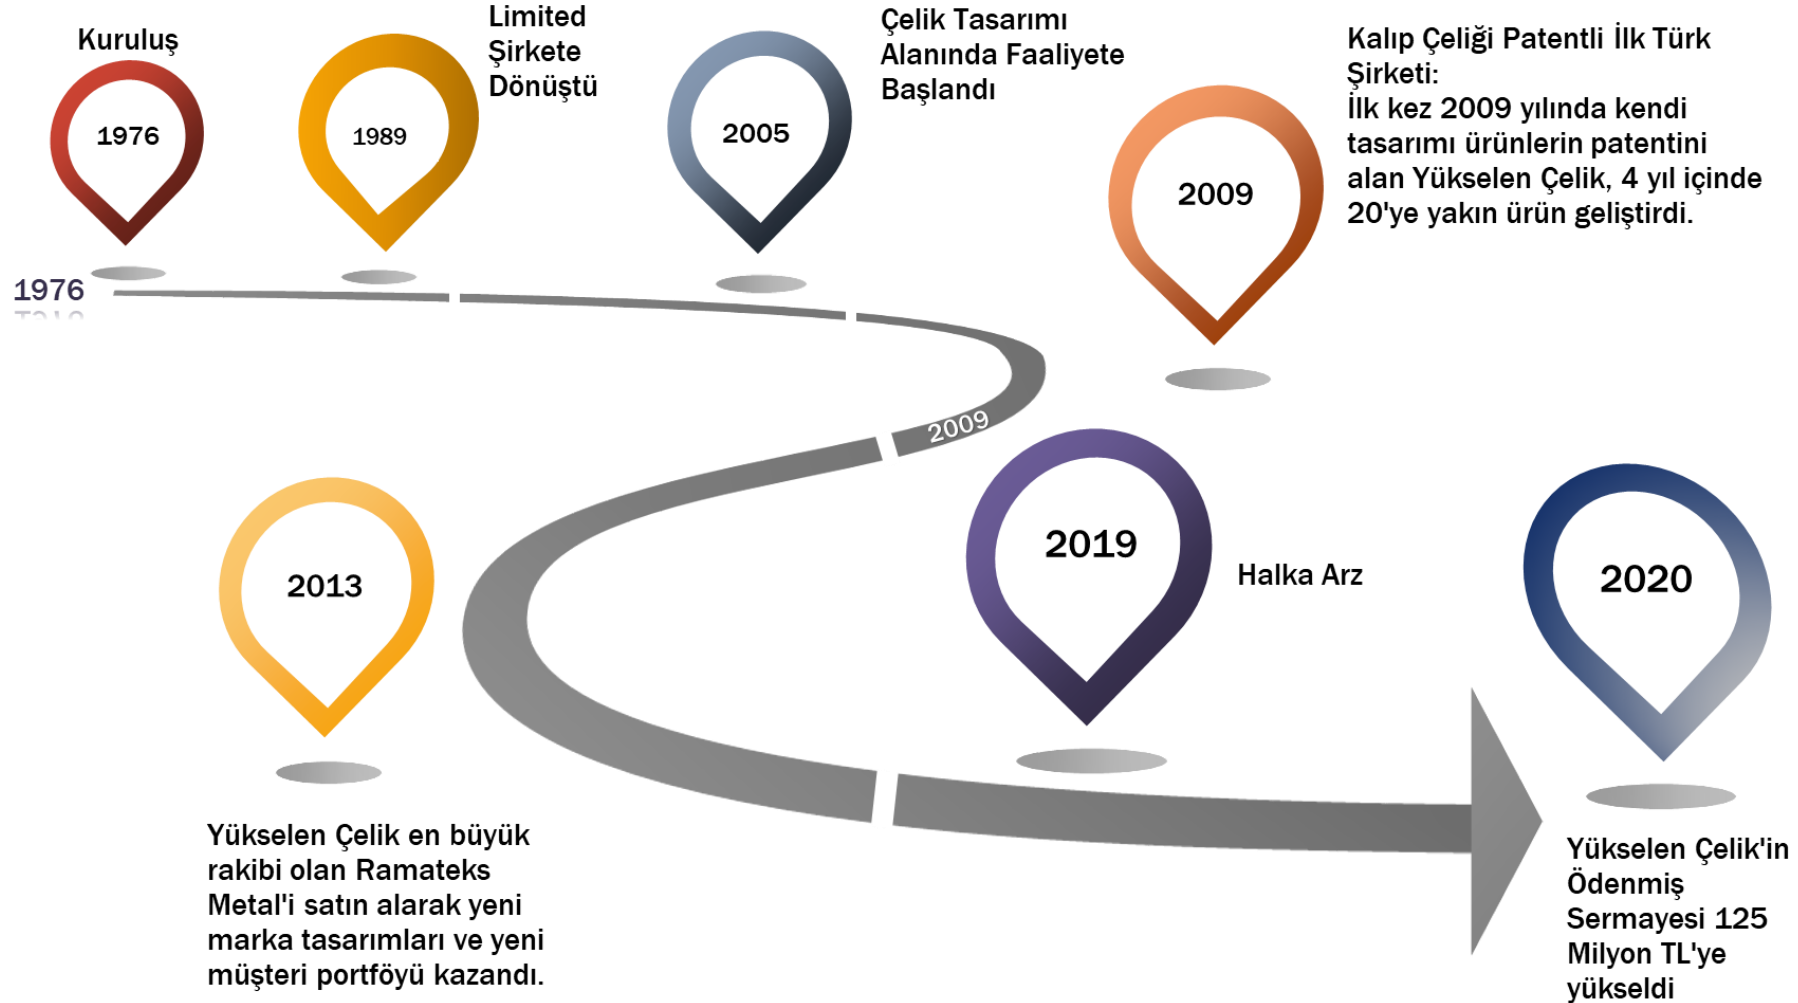 Kuruluş
1976
Limited
Şirkete
Dönüştü
1989
Çelik Tasarımı
Alanında Faaliyete
Başlandı
2005
Kalıp Çeliği Patentli İlk Türk
Şirketi:
İlk kez 2009 yılında kendi
tasarımı ürünlerin patentini
alan Yükselen Çelik, 4 yıl içinde
20'ye yakın ürün geliştirdi.
2009
1976
2009
2013
Yükselen Çelik en büyük
rakibi olan Ramateks
Metal'i satın alarak yeni
marka tasarımları ve yeni
müşteri portföyü kazandı.
2019
Halka Arz
2020
Yükselen Çelik'in
Ödenmiş
Sermayesi 125
Milyon TL'ye
yükseldi